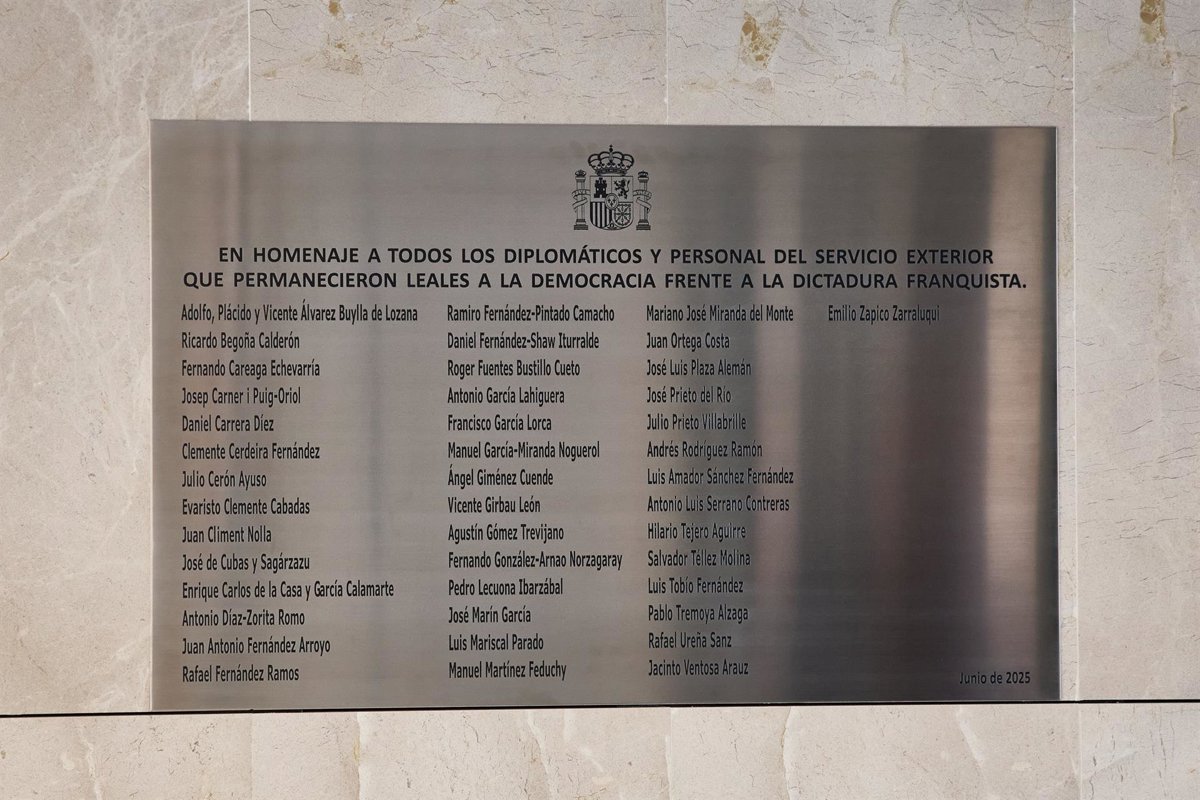 EN HOMENAJE A TODOS LOS DIPLOMÁTICOS Y PERSONAL DEL SERVICIO EXTERIOR
QUE PERMANECIERON LEALES A LA DEMOCRACIA FRENTE A LA DICTADURA FRANQUISTA.
Adolfo, Plácido y Vicente Álvarez Buylla de Lozana
Ricardo Begoña Calderón
Fernando Careaga Echevarría
Josep Carner i Puig-Oriol
Daniel Carrera Díez
Clemente Cerdeira Fernández
Julio Cerón Ayuso
Evaristo Clemente Cabadas
Juan Climent Nolla
José de Cubas y Sagárzazu
Enrique Carlos de la Casa y García Calamarte
Antonio Díaz-Zorita Romo
Juan Antonio Fernández Arroyo
Rafael Fernández Ramos
Ramiro Fernández-Pintado Camacho
Daniel Fernández-Shaw Iturralde
Roger Fuentes Bustillo Cueto
Antonio García Lahiguera
Francisco García Lorca
Manuel García-Miranda Noguerol
Ángel Giménez Cuende
Vicente Girbau León
Agustín Gómez Trevijano
Fernando González-Arnao Norzagaray
Pedro Lecuona Ibarzábal
José Marín García
Luis Mariscal Parado
Manuel Martínez Feduchy
Mariano José Miranda del Monte
Juan Ortega Costa
José Luis Plaza Alemán
José Prieto del Río
Julio Prieto Villabrille
Andrés Rodríguez Ramón
Luis Amador Sánchez Fernández
Antonio Luis Serrano Contreras
Hilario Tejero Aguirre
Salvador Téllez Molina
Luis Tobío Fernández
Pablo Tremoya Alzaga
Rafael Ureña Sanz
Jacinto Ventosa Arauz
Emilio Zapico Zarraluqui
Junio de 2025